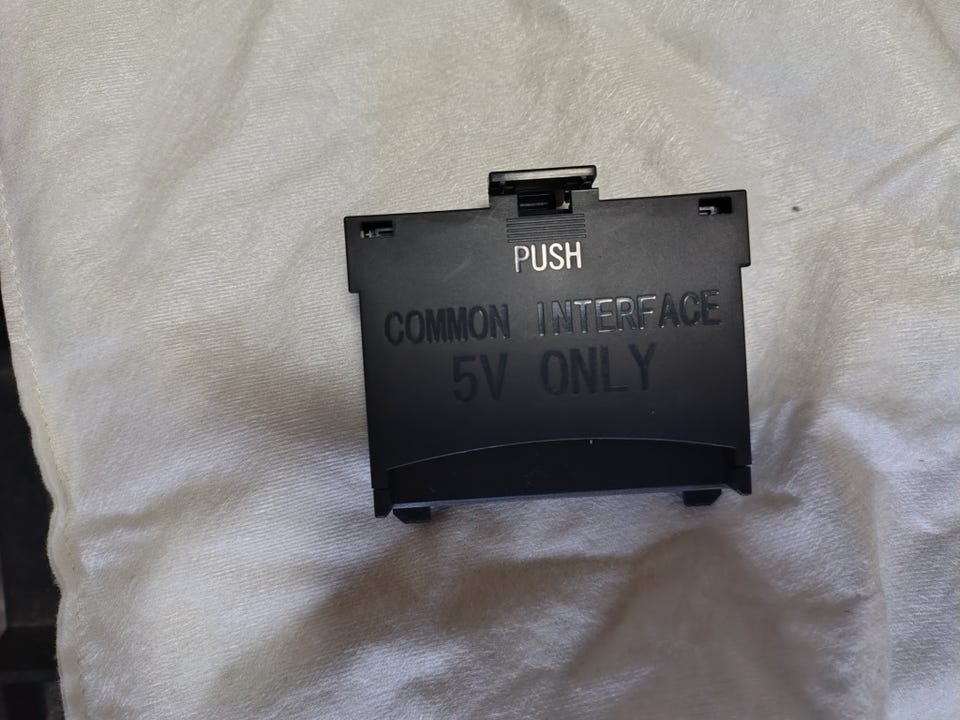 PUSH
COMMON INTERFACE
5V ONLY